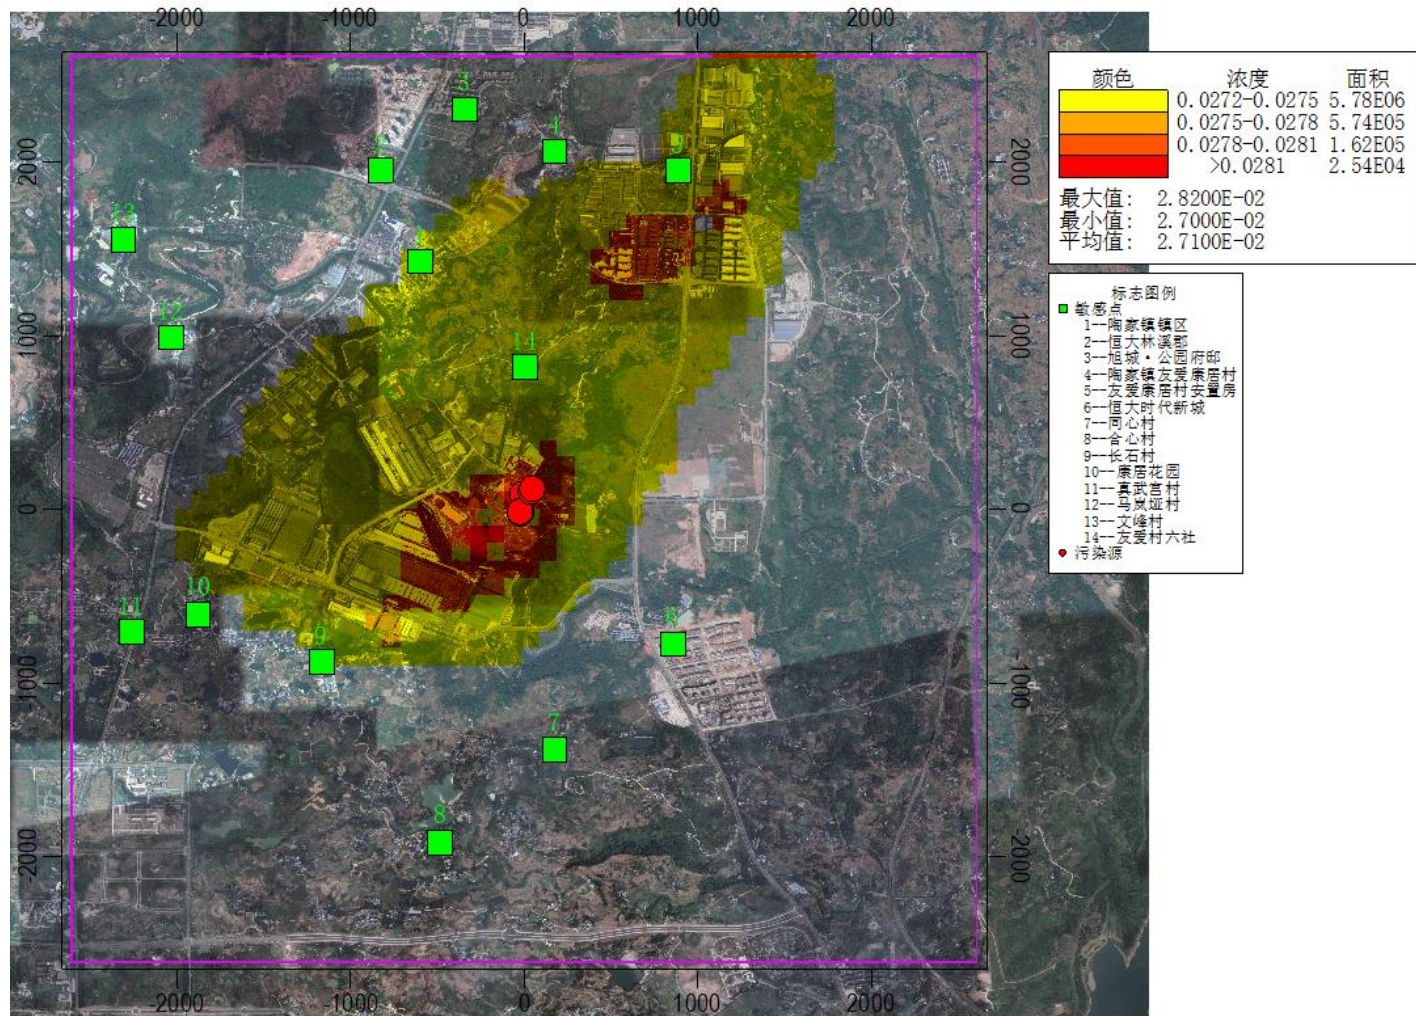 -2000 -1000 0 1000 2000
颜色 浓度 面积
0.0272-0.0275 5.78E06
0.0275-0.0278 5.74E05
0.0278-0.0281 1.62E05
>0.0281 2.54E04
最大值: 2.8200E-02
最小值: 2.7000E-02
平均值: 2.7100E-02
标志图例
敏感点
1--陶家镇镇区
2--恒大林溪郡
3--旭城·公园府邸
4--陶家镇友爱康居村
5--友爱康居村安置房
6--恒大时代新城
7--同心村
8--合心村
9--长石村
10--康居花园
11--真武宫村
12--马岚垭村
13--文峰村
14--友爱村六社
污染源
3
4
2
9
13
1
12
14
10
11
9
6
7
8
2000
1000
0
-1000
-2000
2000
1000
0
-1000
-2000
-2000 -1000 0 1000 2000